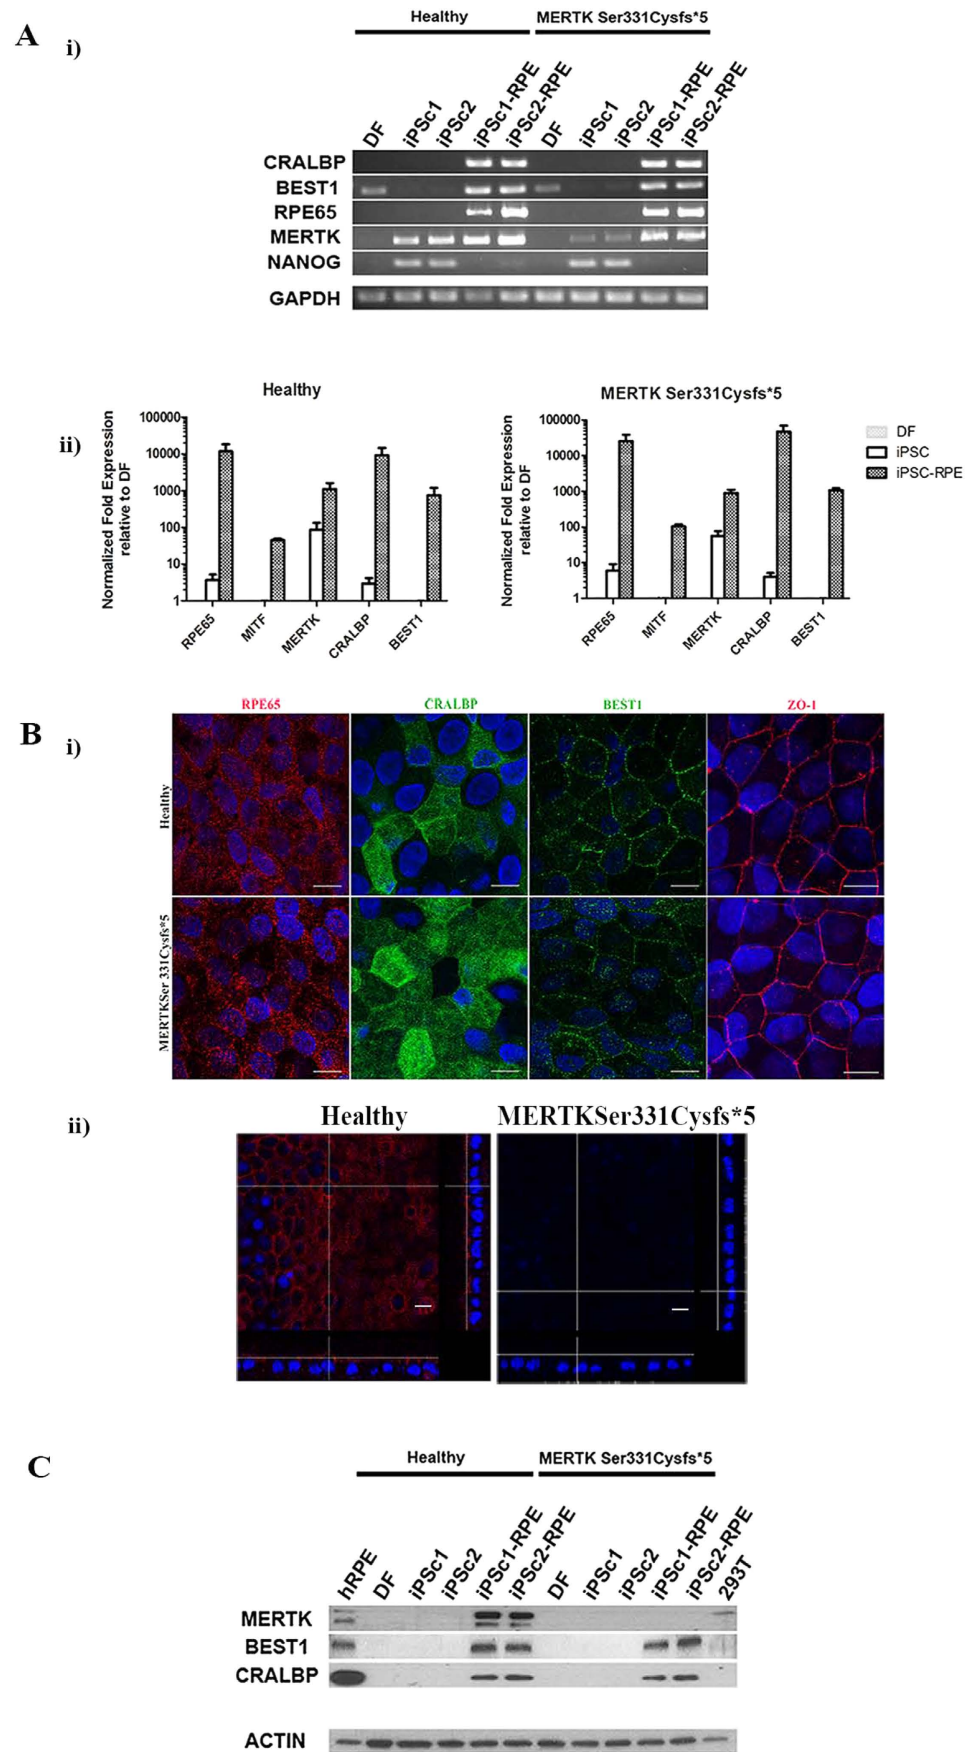 A
i)
Healthy
MERTK Ser331Cysfs*5
DF
iPSc1
iPSc2
iPSc1-RPE
iPSc2-RPE
DF
iPSc1
iPSc2
iPSc1-RPE
iPSc2-RPE
CRALBP
BEST1
RPE65
MERTK
NANOG
GAPDH
ii)
Healthy
Normalized Fold Expression
relative to DF
100000
10000
1000
100
10
1
RPE65
MITF
MERTK
CRALBP
BEST1
MERTK Ser331Cysfs*5
Normalized Fold Expression
relative to DF
100000
10000
1000
100
10
1
RPE65
MITF
MERTK
CRALBP
BEST1
DF
iPSC
iPSC-RPE
B
i)
RPE65
CRALBP
BEST1
ZO-1
Healthy
MERTKSer 331Cysfs*5
ii)
Healthy
MERTKSer331Cysfs*5
C
Healthy
MERTK Ser331Cysfs*5
hRPE
DF
iPSc1
iPSc2
iPSc1-RPE
iPSc2-RPE
DF
iPSc1
iPSc2
iPSc1-RPE
iPSc2-RPE
293T
MERTK
BEST1
CRALBP
ACTIN